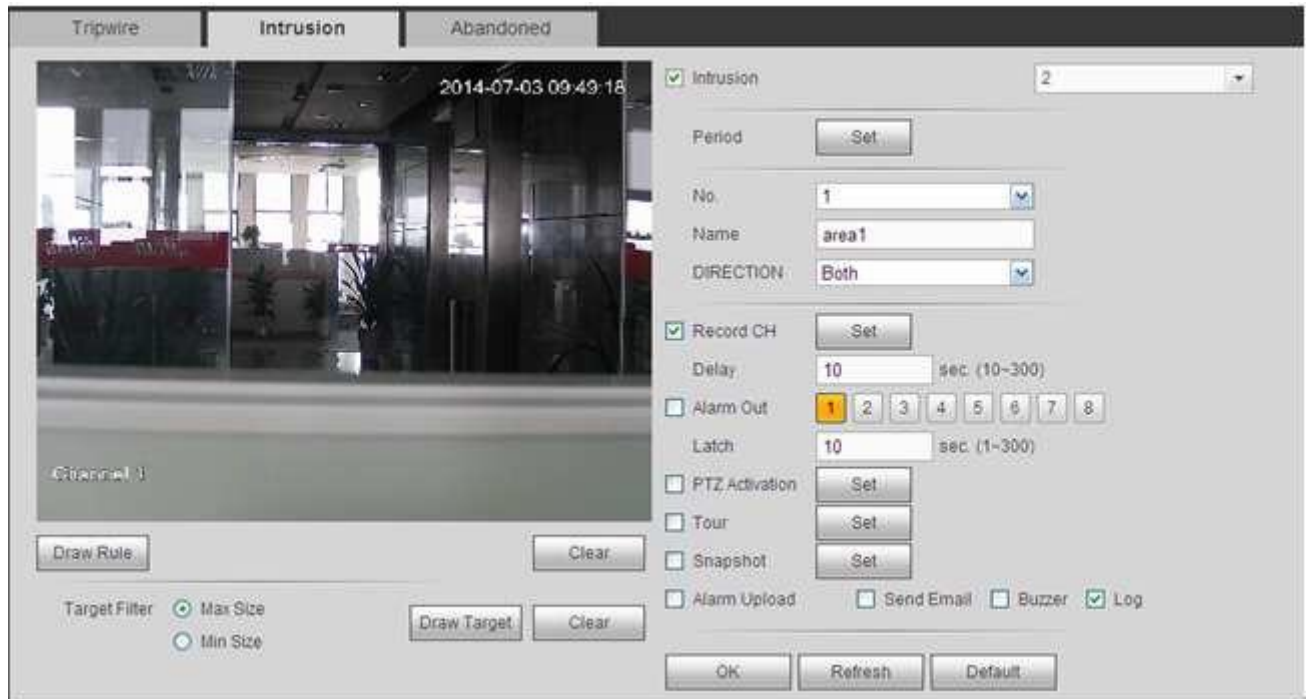 Tripwire Intrusion Abandoned
2014-07-03 09:49:18
Channel 1
Draw Rule Clear
Target Filter Max Size
Min Size
Draw Target Clear
Intrusion 2
Period Set
No. 1
Name area1
DIRECTION Both
Record CH Set
Delay 10 sec. (10~300)
Alarm Out 1 2 3 4 5 6 7 8
Latch 10 sec. (1~300)
PTZ Activation Set
Tour Set
Snapshot Set
Alarm Upload Send Email Buzzer Log
OK Refresh Default